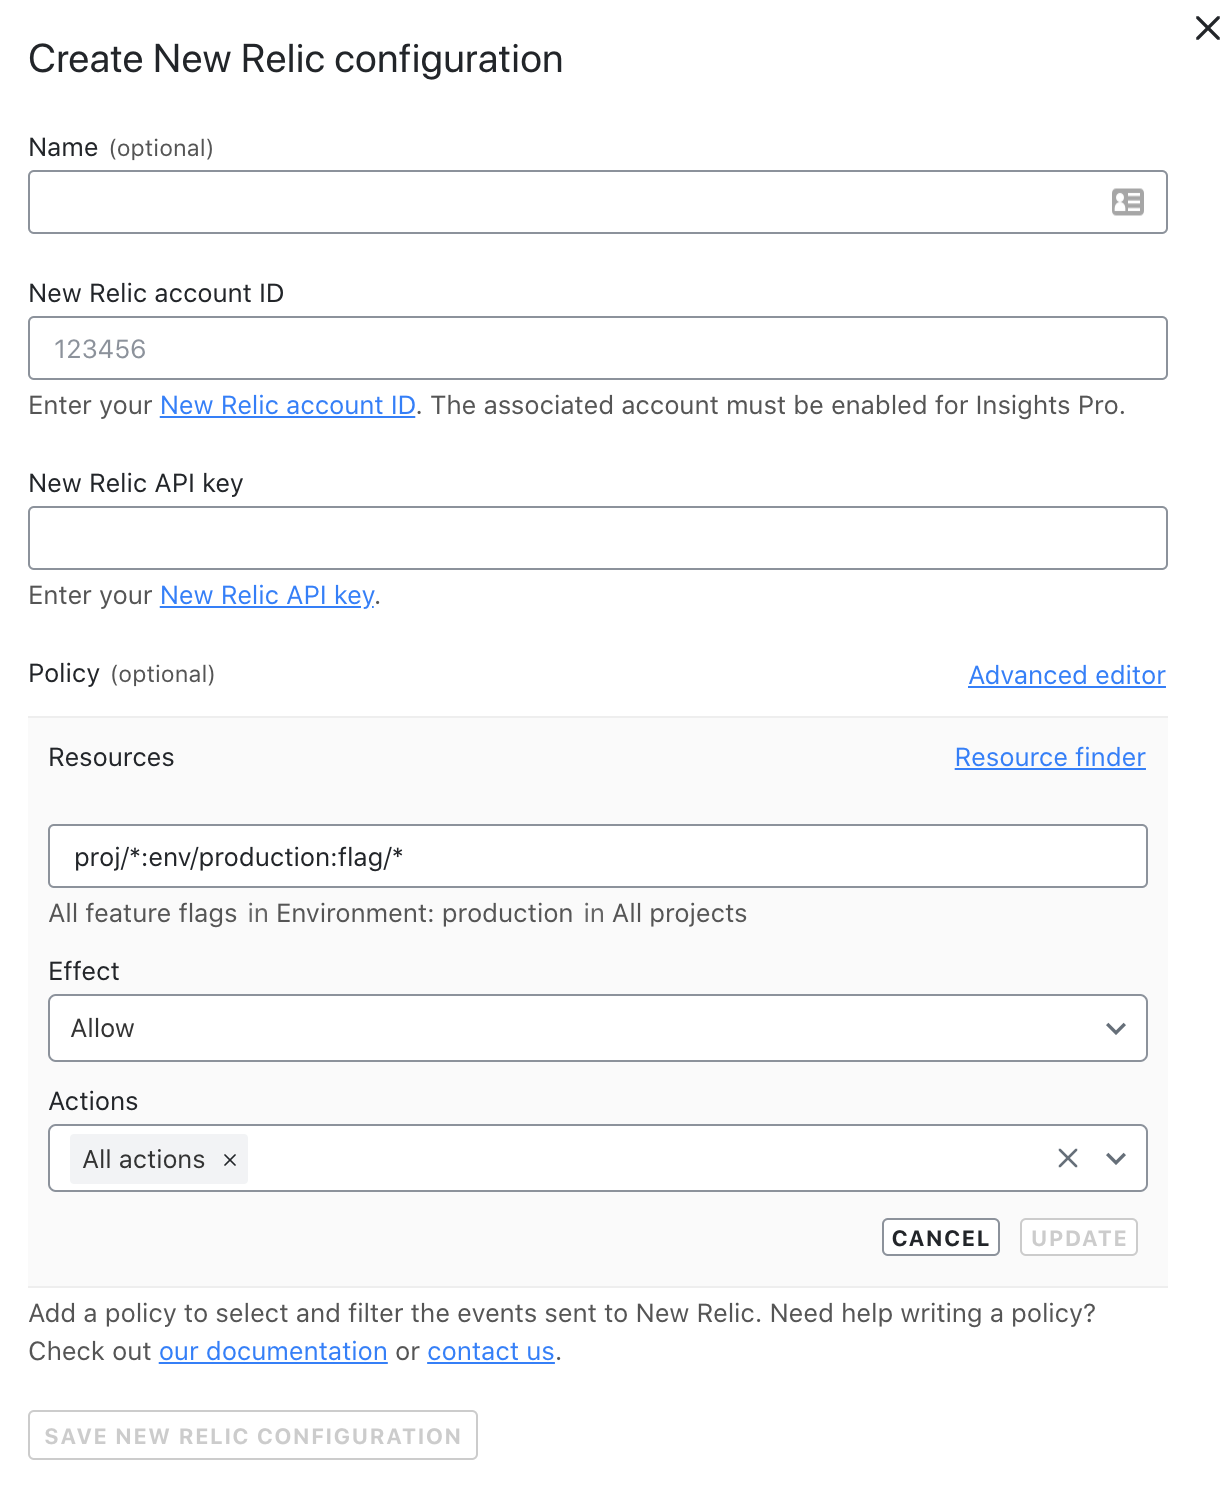 Create New Relic configuration
Name (optional)
New Relic account ID
123456
Enter your New Relic account ID. The associated account must be enabled for Insights Pro.
New Relic API key
Enter your New Relic API key.
Policy (optional)
Advanced editor
Resources
Resource finder
proj/*:env/production:flag/*
All feature flags in Environment: production in All projects
Effect
Allow
Actions
All actions ×
CANCEL
UPDATE
Add a policy to select and filter the events sent to New Relic. Need help writing a policy?
Check out our documentation or contact us.
SAVE NEW RELIC CONFIGURATION